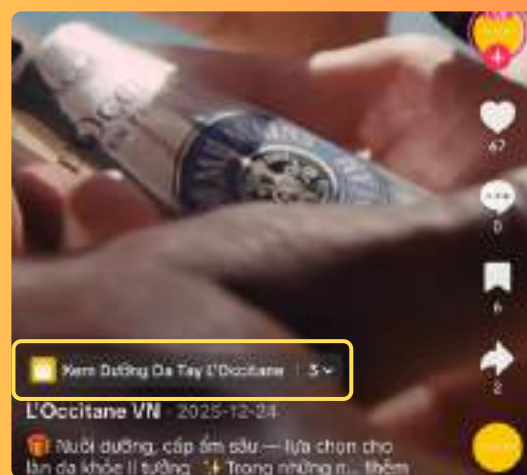 L'OCCI
67
0
6
2
Kem Dưỡng Da Tay L'Occitane | 3
L'Occitane VN · 2025-12-24
🎁 Nuôi dưỡng, cấp ẩm sâu — lựa chọn cho
làn da khỏe lí tưởng ✨ Trong những m... thêm